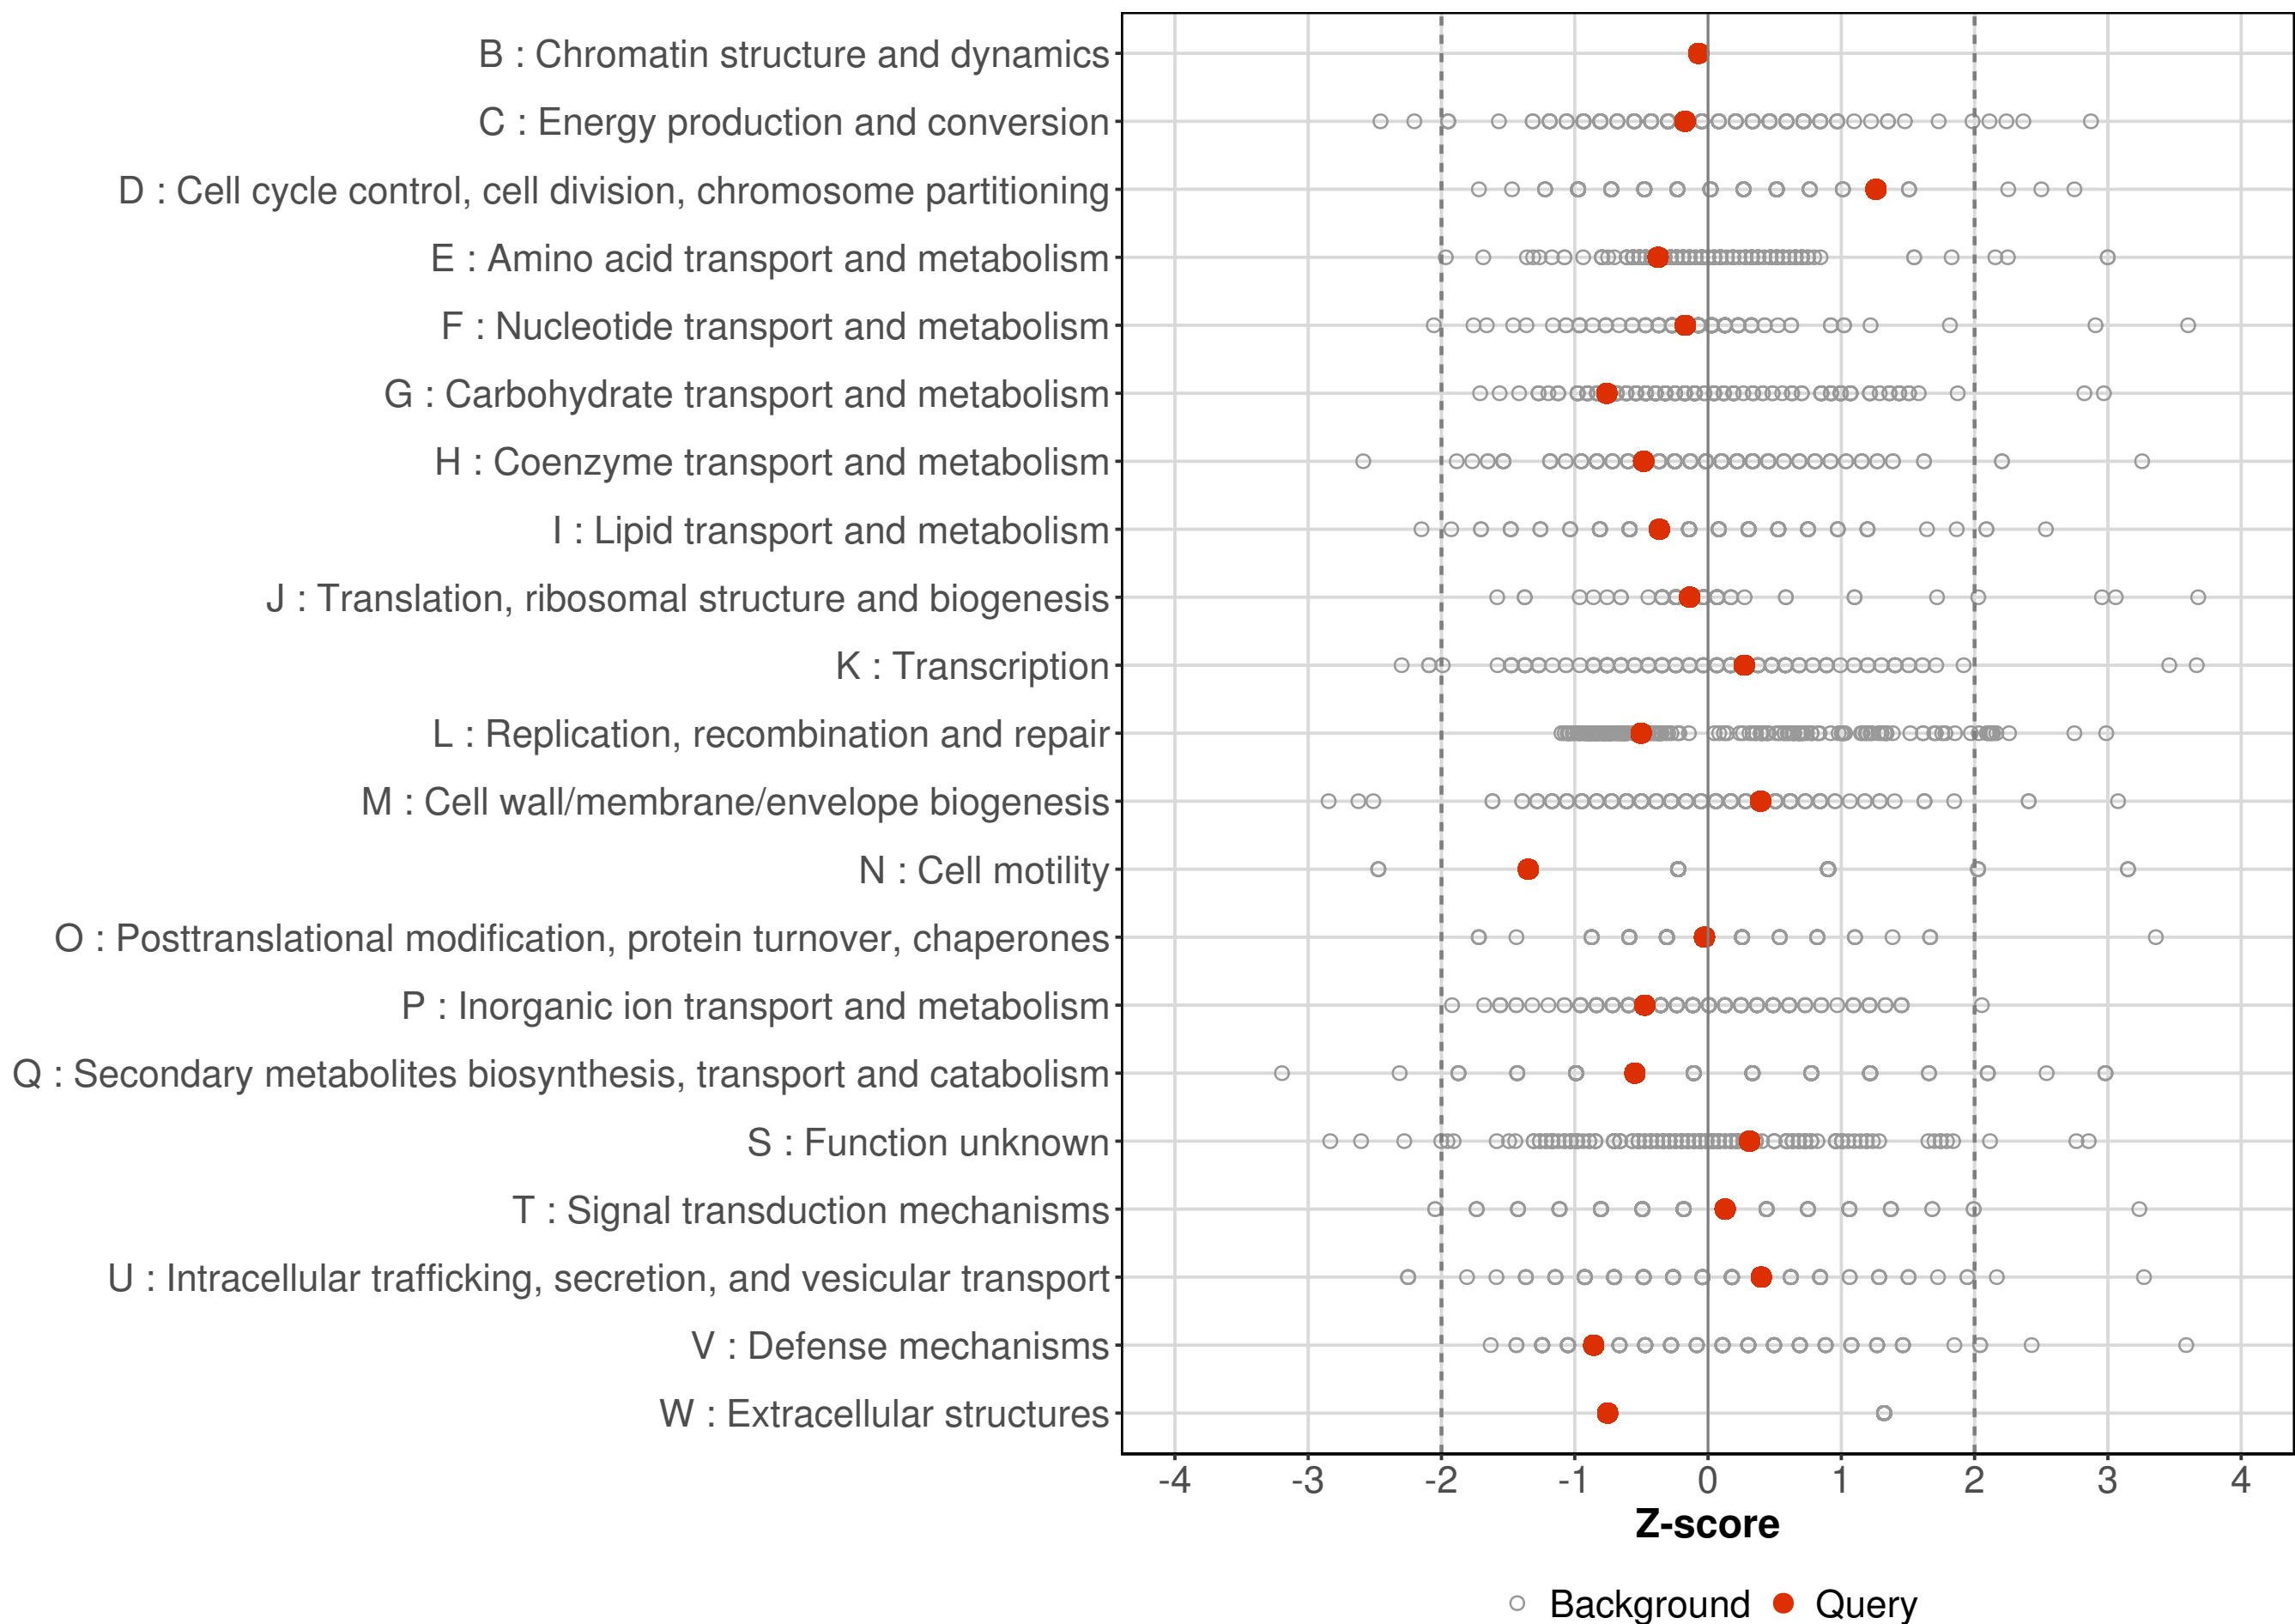 B : Chromatin structure and dynamics
C : Energy production and conversion
D : Cell cycle control, cell division, chromosome partitioning
E : Amino acid transport and metabolism
F : Nucleotide transport and metabolism
G : Carbohydrate transport and metabolism
H : Coenzyme transport and metabolism
I : Lipid transport and metabolism
J : Translation, ribosomal structure and biogenesis
K : Transcription
L : Replication, recombination and repair
M : Cell wall/membrane/envelope biogenesis
N : Cell motility
O : Posttranslational modification, protein turnover, chaperones
P : Inorganic ion transport and metabolism
Q : Secondary metabolites biosynthesis, transport and catabolism
S : Function unknown
T : Signal transduction mechanisms
U : Intracellular trafficking, secretion, and vesicular transport
V : Defense mechanisms
W : Extracellular structures
-4 -3 -2 -1 0 1 2 3 4
Z-score
Background Query